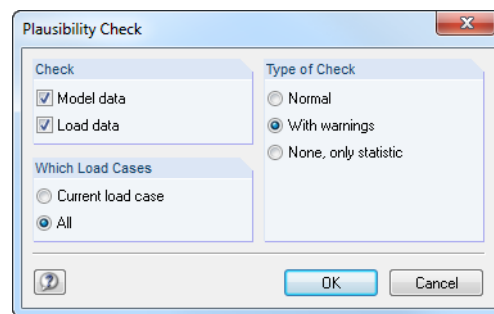 Plausibility Check
Check
Model data
Load data
Which Load Cases
Current load case
All
Type of Check
Normal
With warnings
None, only statistic
OK
Cancel